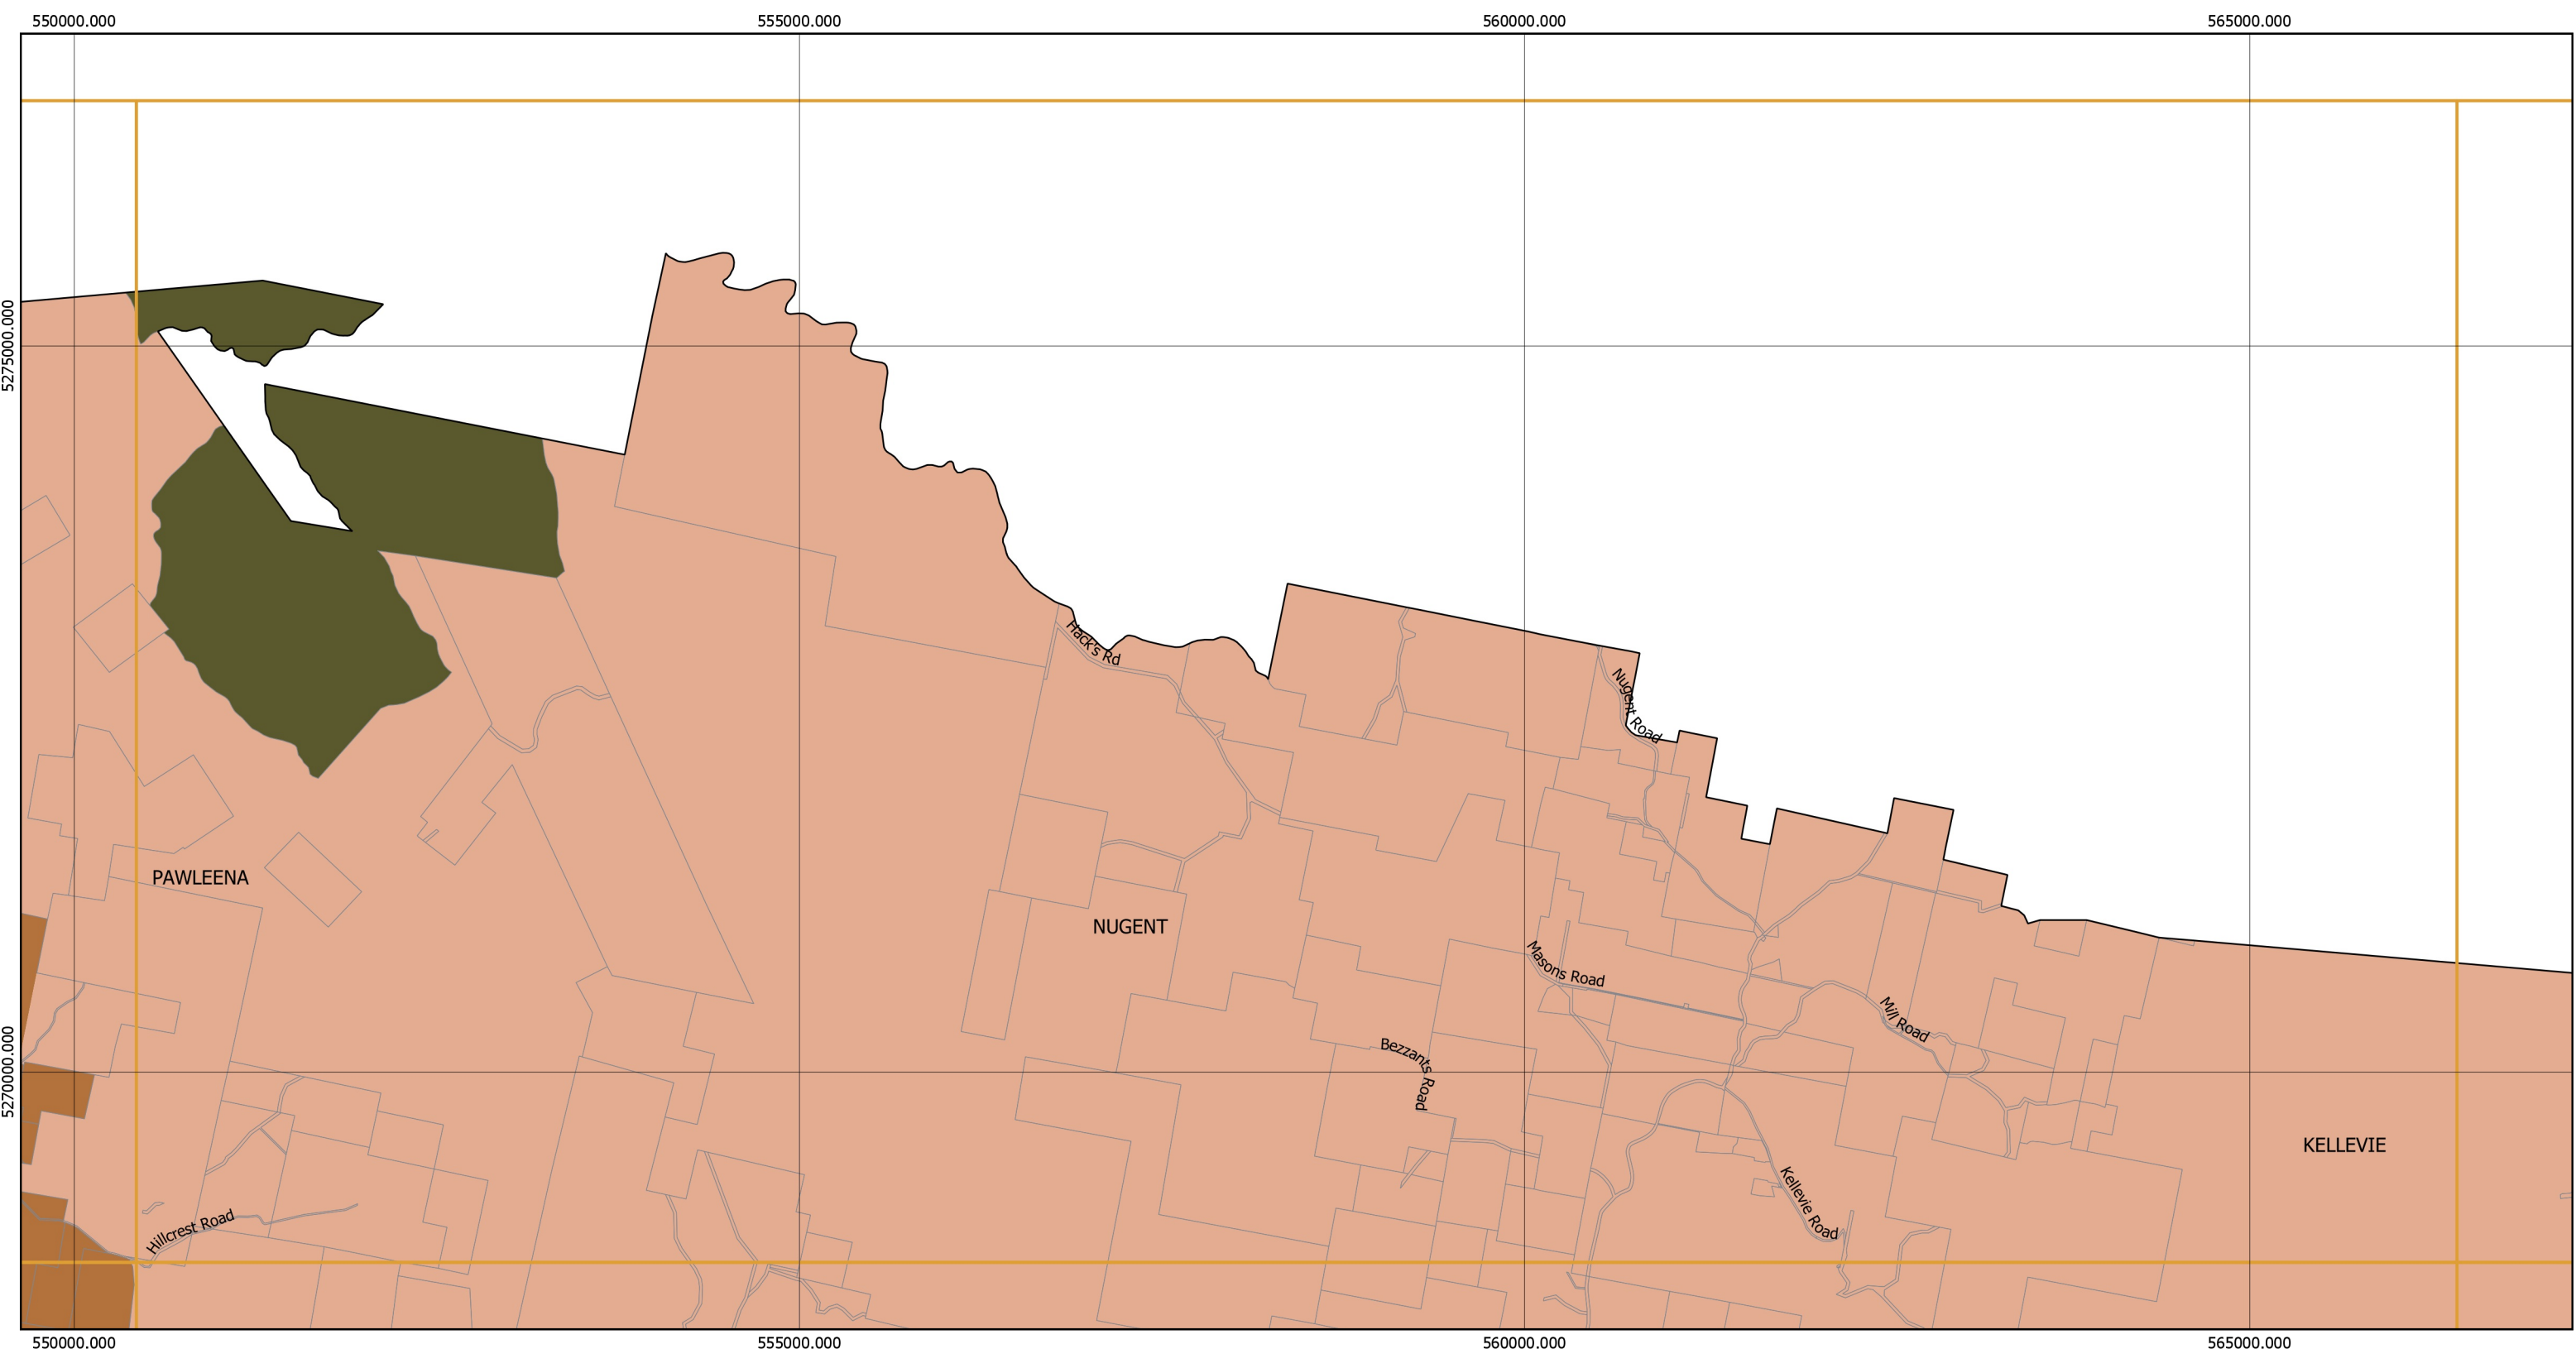 550000.000
555000.000
560000.000
565000.000
5275000.000
Hack's Rd
Nugent Road
PAWLEENA
NUGENT
Masons Road
Mill Road
Bezzants Road
5270000.000
KELLEVIE
Kellevie Road
Hillcrest Road
550000.000
555000.000
560000.000
565000.000